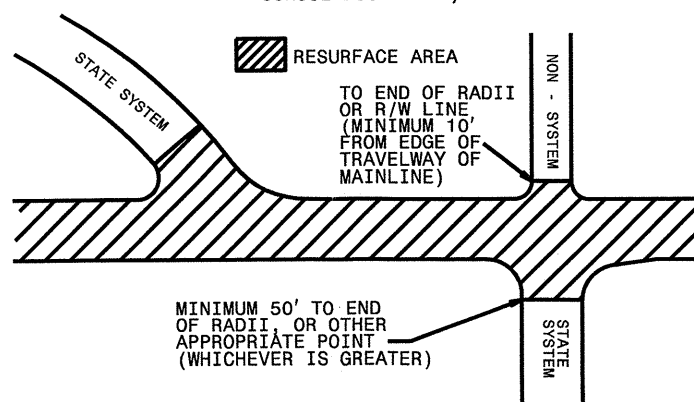 STATE SYSTEM
RESURFACE AREA
TO END OF RADII
OR R/W LINE
(MINIMUM 10'
FROM EDGE OF
TRAVELWAY OF
MAINLINE)
NON - SYSTEM
MINIMUM 50' TO END
OF RADII, OR OTHER
APPROPRIATE POINT
(WHICHEVER IS GREATER)
STATE
SYSTEM